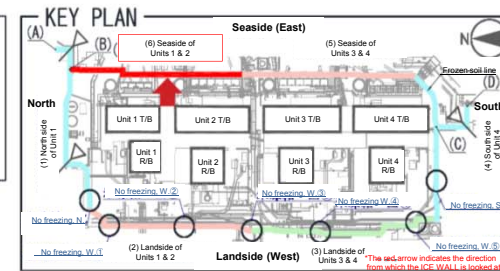 KEY PLAN
Seaside (East)
N
(A)
(B)
(6) Seaside of
Units 1 & 2
(5) Seaside of
Units 3 & 4
Frozen soil line
(D)
North
South
(1) North side
of Unit 1
Unit 1 T/B
Unit 2 T/B
Unit 3 T/B
Unit 4 T/B
(C)
(4) South side
of Unit 4
Unit 1
R/B
Unit 2
R/B
Unit 3
R/B
Unit 4
R/B
No freezing, W.②
No freezing, W.③
No freezing, W.④
No freezing, N
No freezing, S
No freezing, W.①
No freezing, W.⑤
(2) Landside of
Units 1 & 2
Landside (West)
(3) Landside of
Units 3 & 4
*The red arrow indicates the direction
from which the ICE WALL is looked at